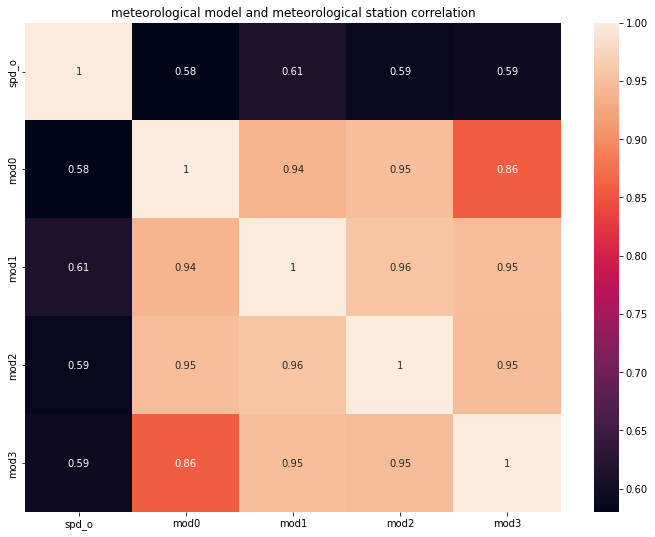 meteorological model and meteorological station correlation
spd_o 1 0.58 0.61 0.59 0.59
mod0 0.58 1 0.94 0.95 0.86
mod1 0.61 0.94 1 0.96 0.95
mod2 0.59 0.95 0.96 1 0.95
mod3 0.59 0.86 0.95 0.95 1
spd_o mod0 mod1 mod2 mod3
1.00
0.95
0.90
0.85
0.80
0.75
0.70
0.65
0.60